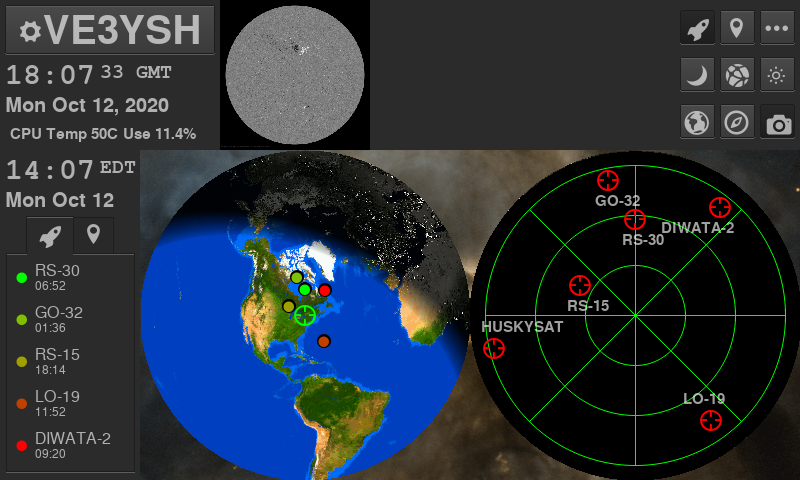 VE3YSH
18:07 33 GMT
Mon Oct 12, 2020
CPU Temp 50C Use 11.4%
14:07 EDT
Mon Oct 12
RS-30
06:52
GO-32
01:36
RS-15
18:14
LO-19
11:52
DIWATA-2
09:20
GO-32
DIWATA-2
RS-30
RS-15
HUSKYSAT
LO-19